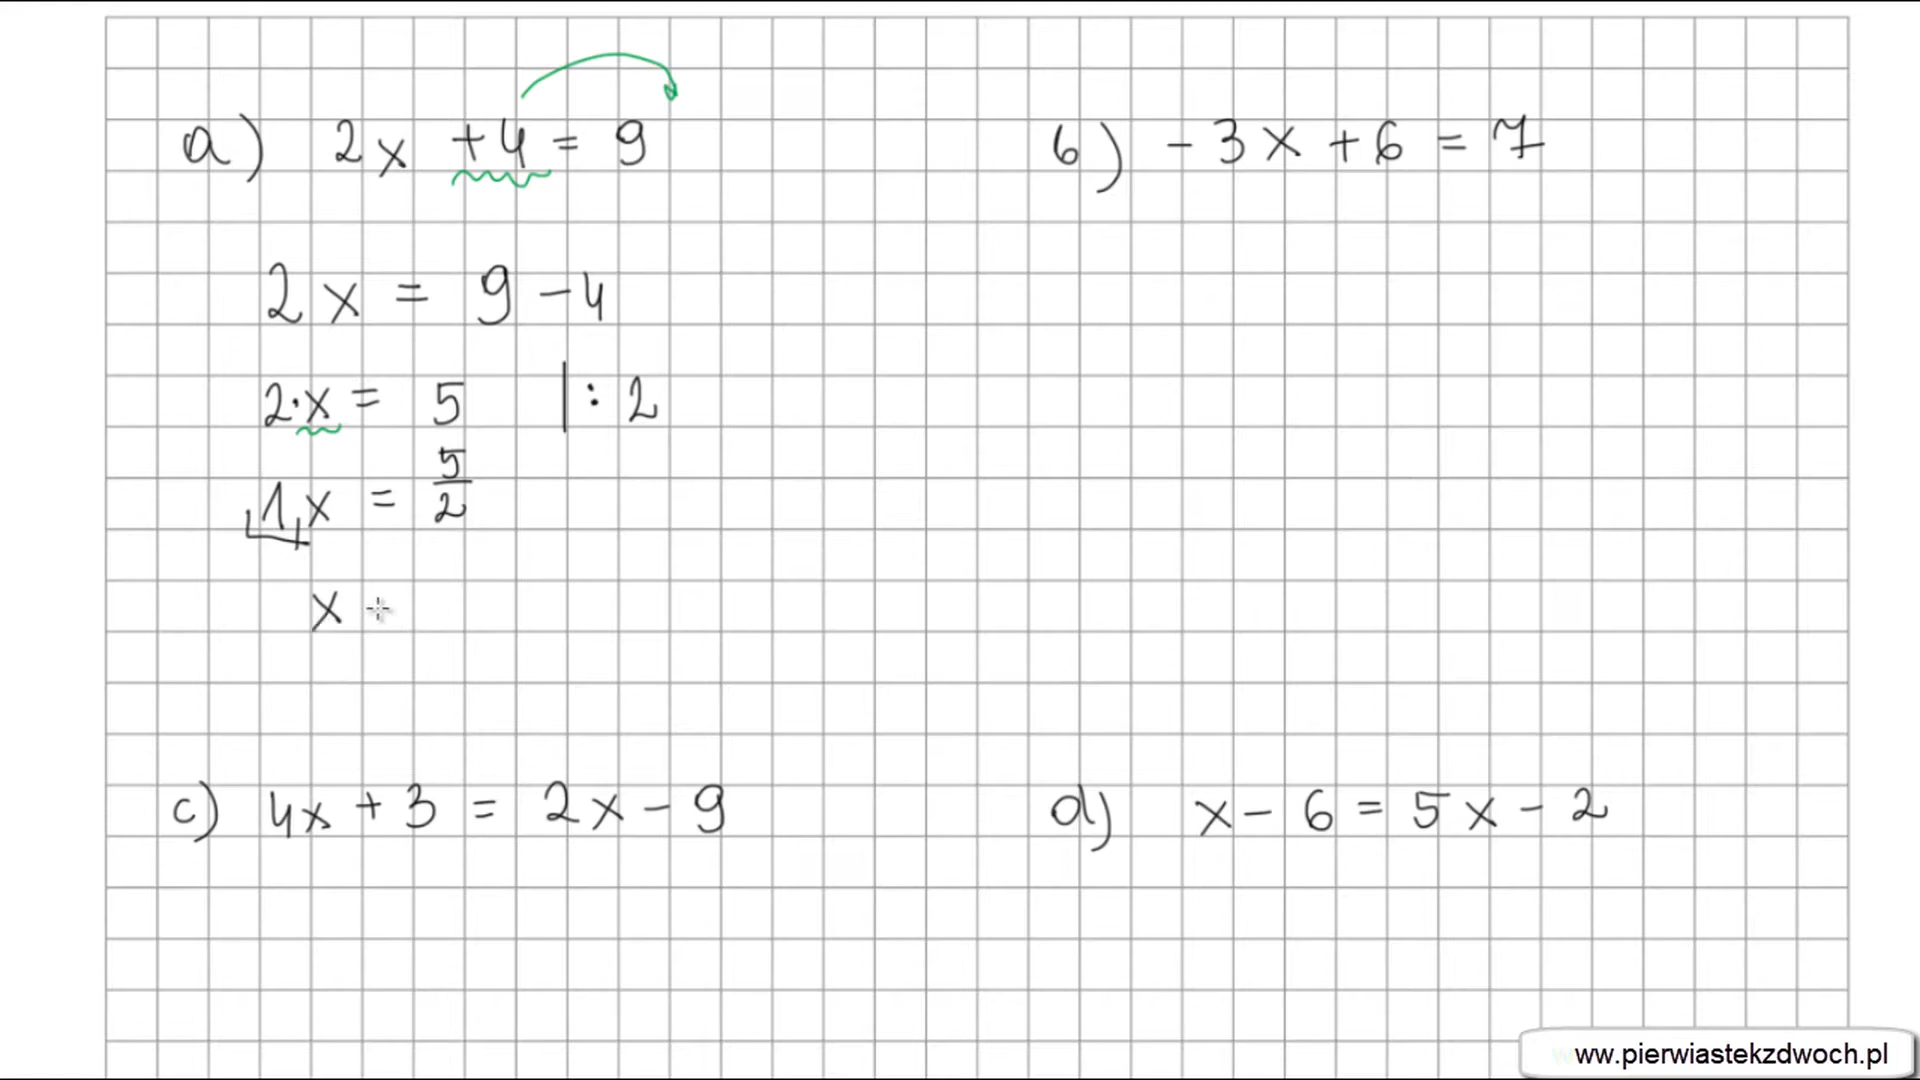 a) 2x +4 = 9
2x = 9 - 4
2·x = 5 | : 2
1x = 5/2
x
b) -3x + 6 = 7
c) 4x + 3 = 2x - 9
d) x - 6 = 5x - 2
www.pierwiastekzdwoch.pl